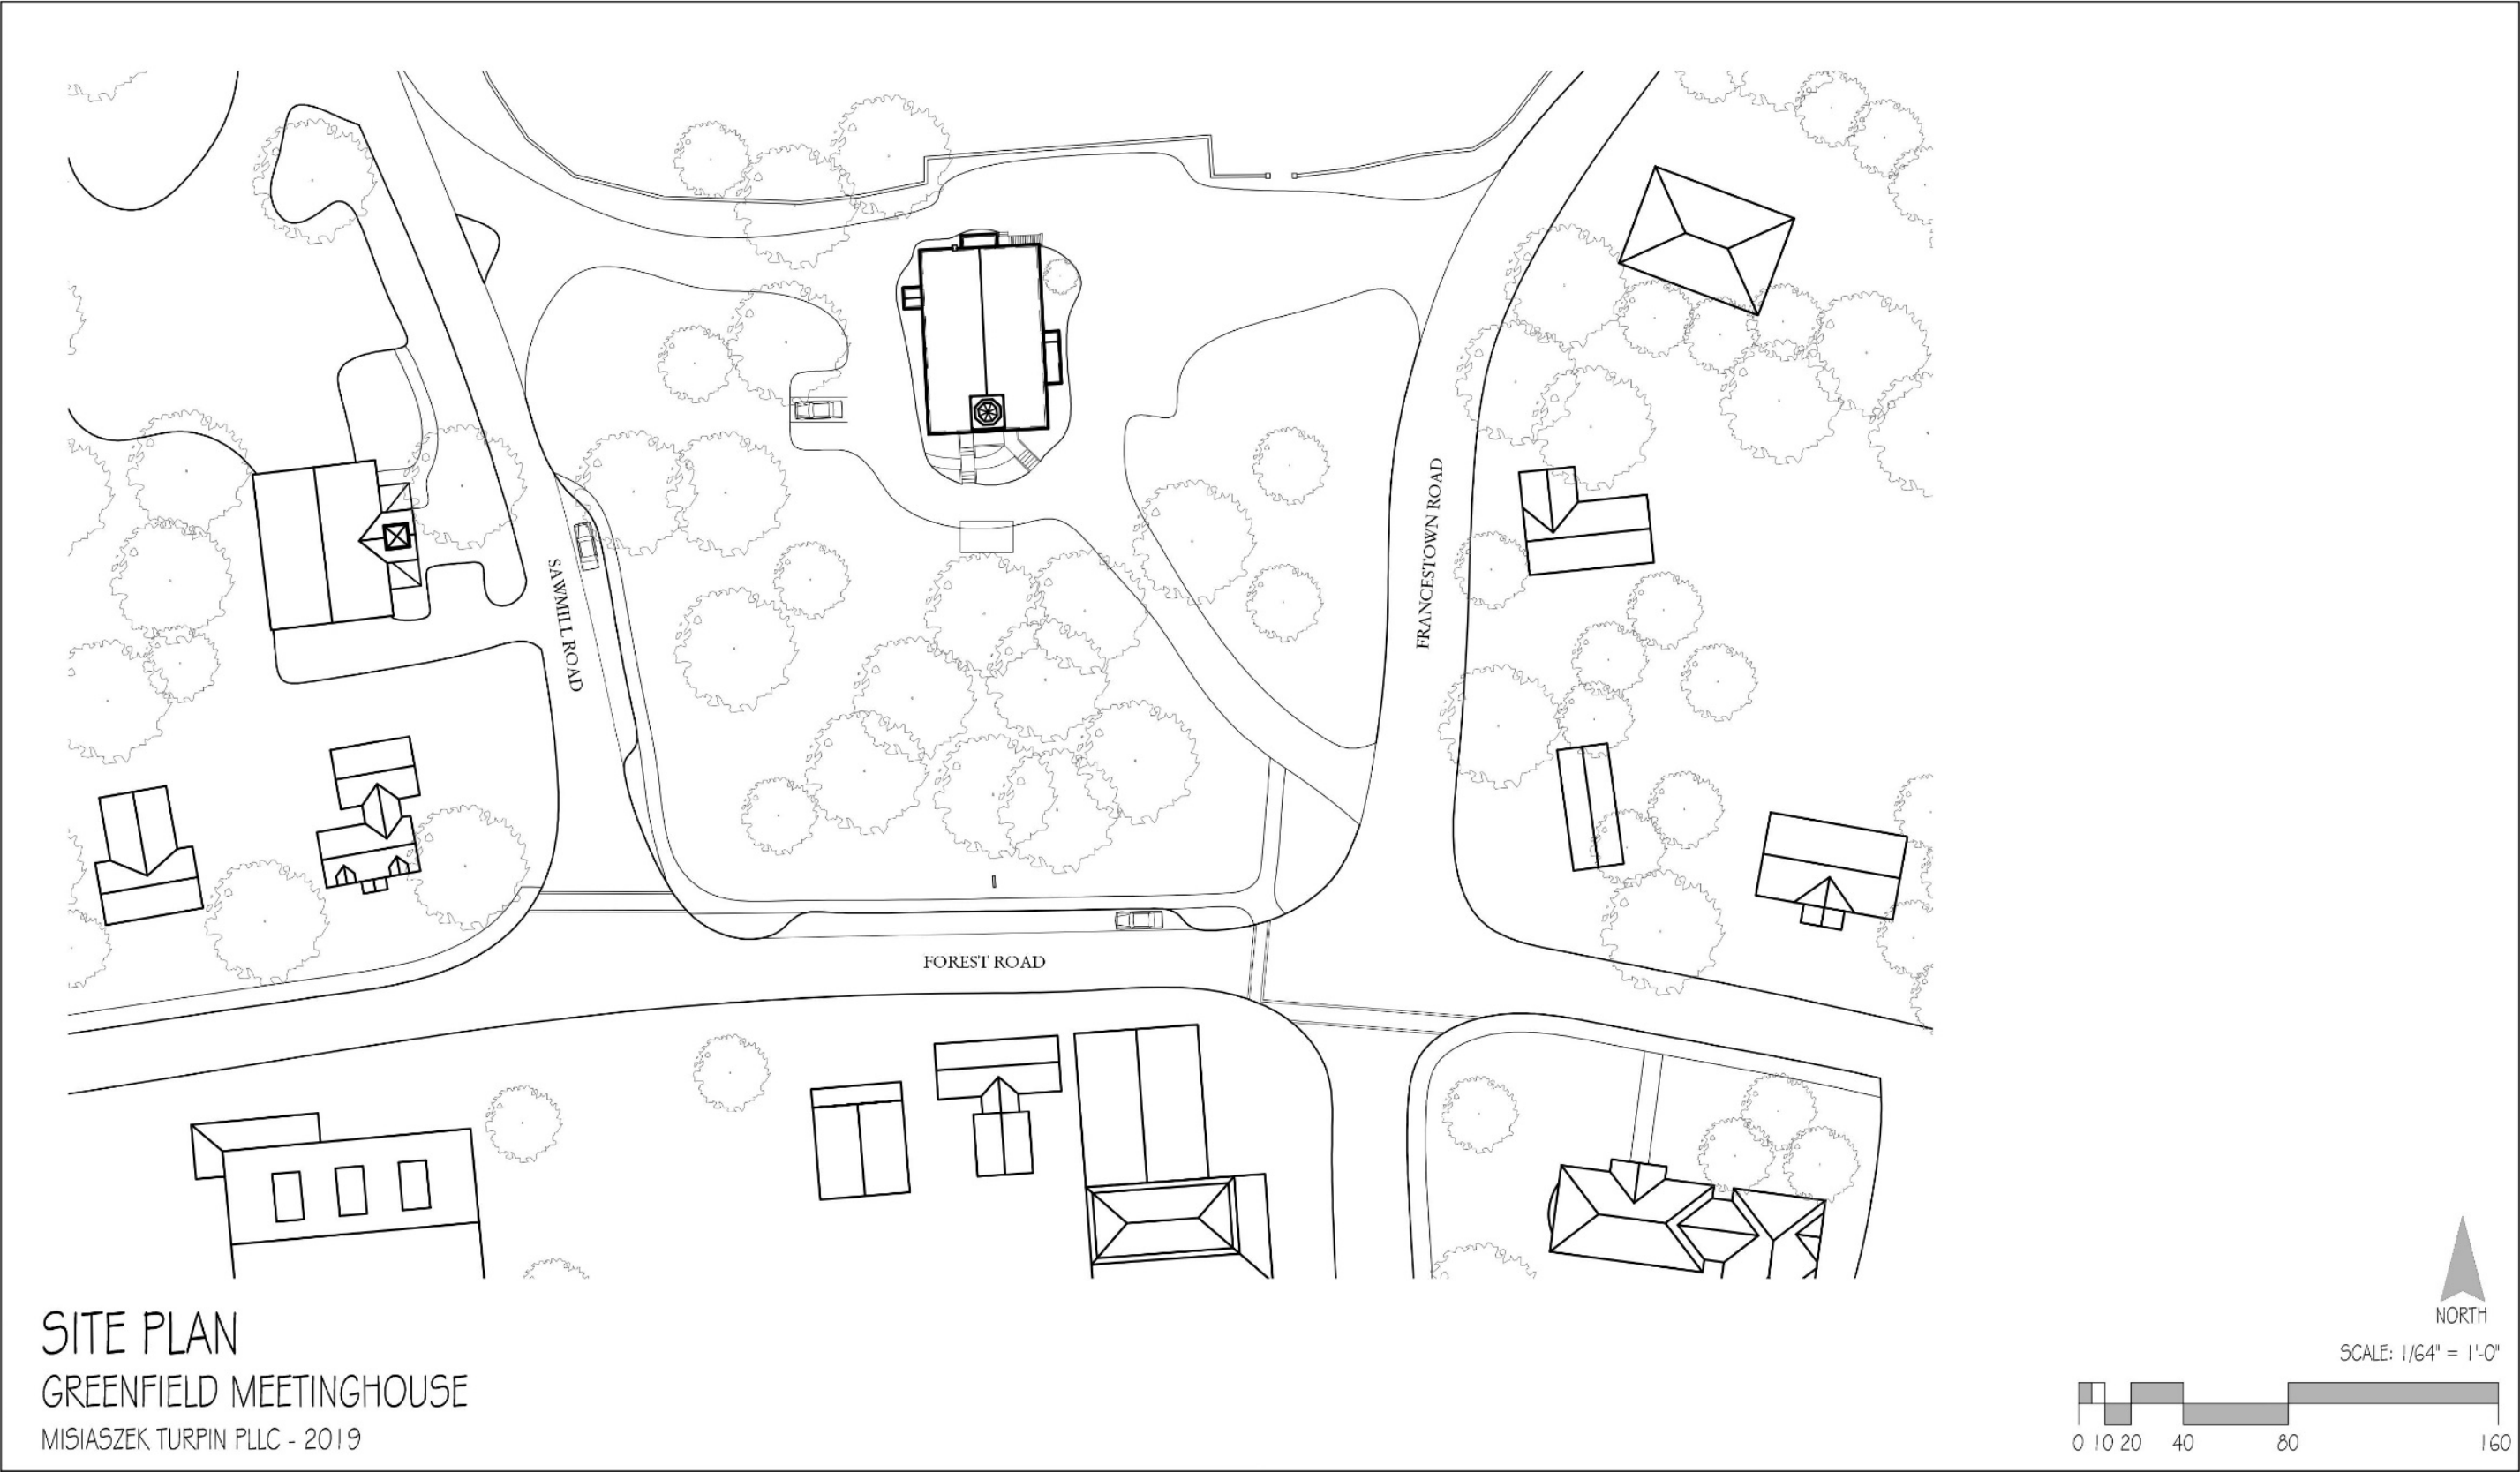 SAWMILL ROAD
FRANCESTOWN ROAD
FOREST ROAD
SITE PLAN
GREENFIELD MEETINGHOUSE
MISIASZEK TURPIN PLLC - 2019
NORTH
SCALE: 1/64" = 1'-0"
0 10 20 40 80 160